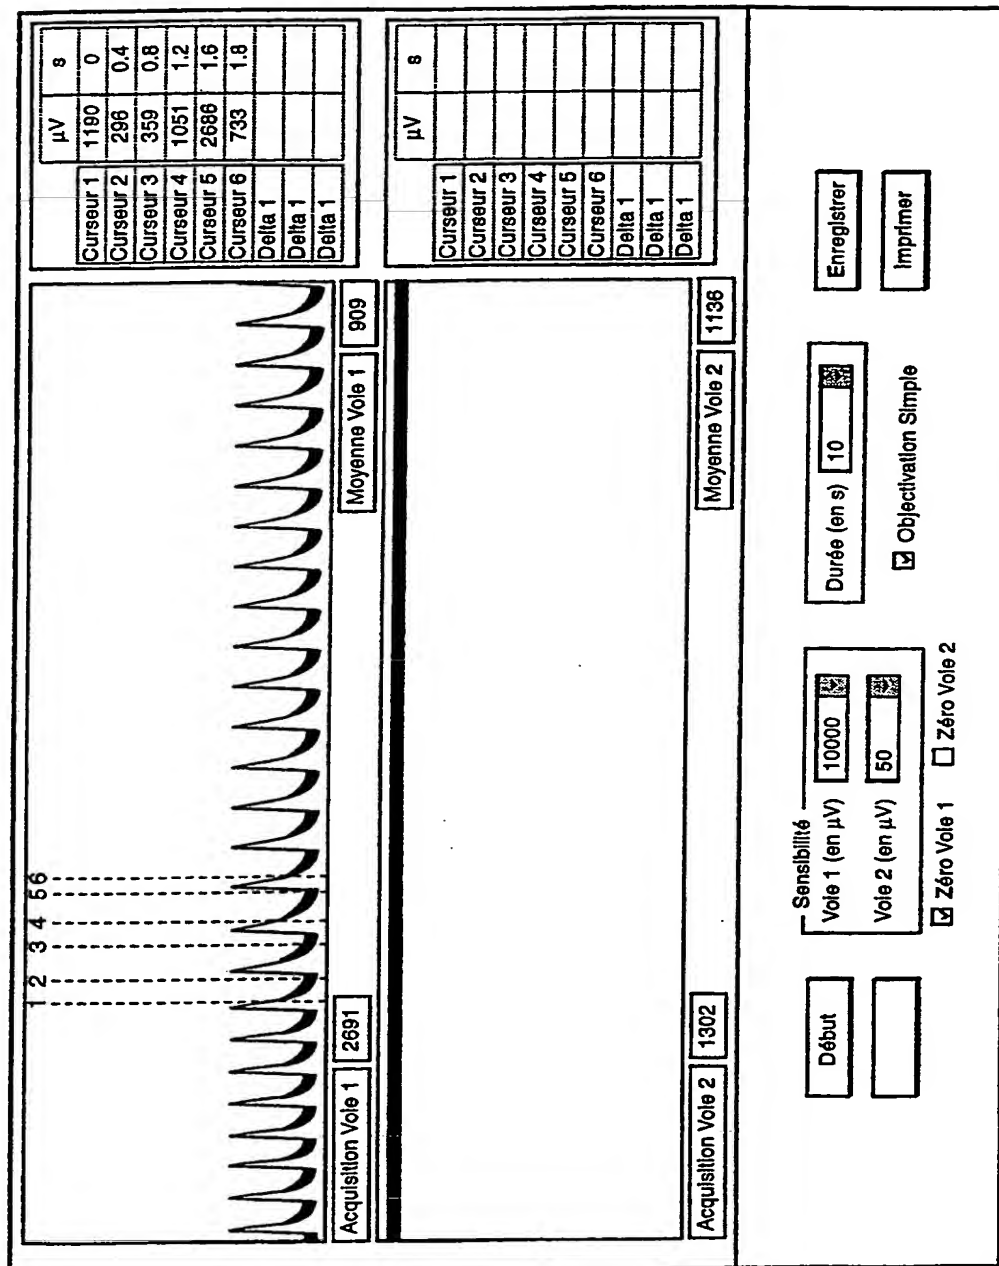 1 2 3 4 5 6
µV s
Curseur 1 1190 0
Curseur 2 296 0.4
Curseur 3 359 0.8
Curseur 4 1051 1.2
Curseur 5 2686 1.6
Curseur 6 733 1.8
Delta 1
Delta 1
Delta 1
Acquisition Voie 1 2691
Moyenne Voie 1 909
µV s
Curseur 1
Curseur 2
Curseur 3
Curseur 4
Curseur 5
Curseur 6
Delta 1
Delta 1
Delta 1
Acquisition Voie 2 1302
Moyenne Voie 2 1136
Début
Sensibilité
Voie 1 (en µV) 10000
Voie 2 (en µV) 50
Zéro Voie 1
Zéro Voie 2
Durée (en s) 10
Objectivation Simple
Enregistrer
Imprimer